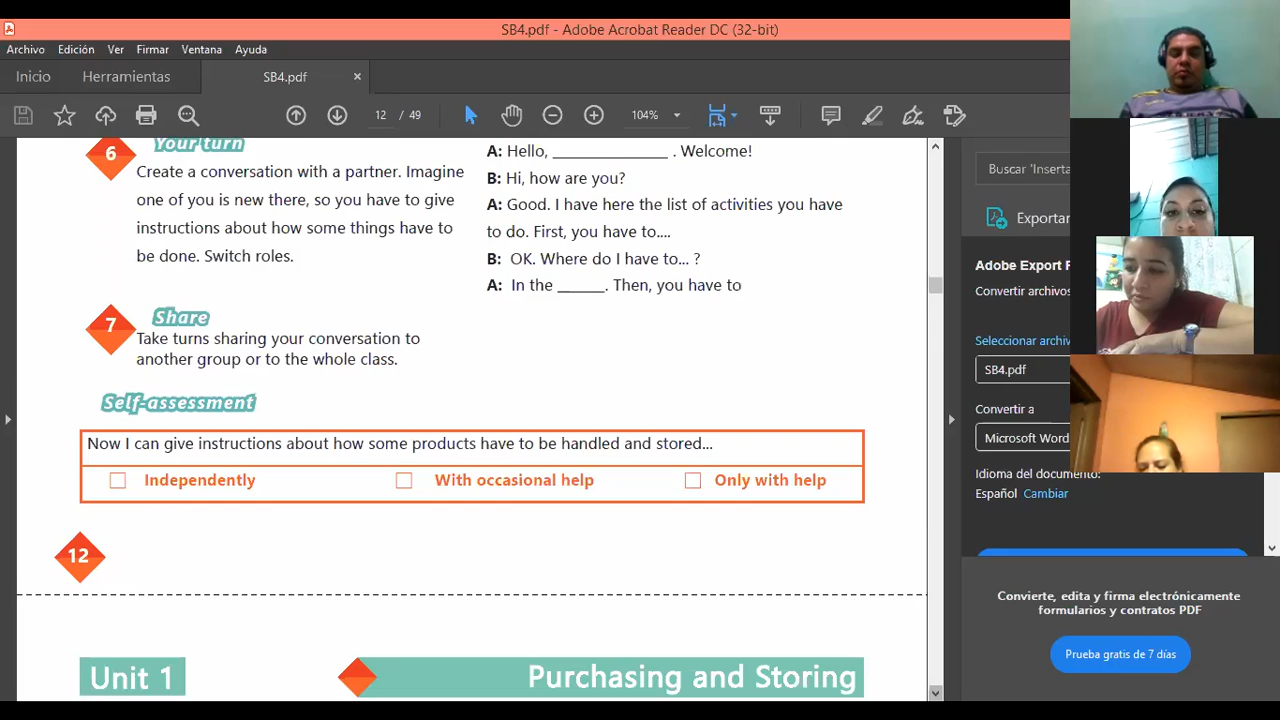 SB4.pdf - Adobe Acrobat Reader DC (32-bit)
Archivo Edición Ver Firmar Ventana Ayuda
Inicio Herramientas SB4.pdf ×
12 / 49 104%
6 Your turn
Create a conversation with a partner. Imagine
one of you is new there, so you have to give
instructions about how some things have to
be done. Switch roles.
A: Hello, ________________ . Welcome!
B: Hi, how are you?
A: Good. I have here the list of activities you have
to do. First, you have to....
B: OK. Where do I have to... ?
A: In the ______. Then, you have to
7 Share
Take turns sharing your conversation to
another group or to the whole class.
Self-assessment
Now I can give instructions about how some products have to be handled and stored...
Independently With occasional help Only with help
12
Unit 1 Purchasing and Storing
Buscar 'Inserta
Exportar
Adobe Export
Convertir archivos
Seleccionar archiv
SB4.pdf
Convertir a
Microsoft Word
Idioma del documento:
Español Cambiar
Convierte, edita y firma electrónicamente
formularios y contratos PDF
Prueba gratis de 7 días